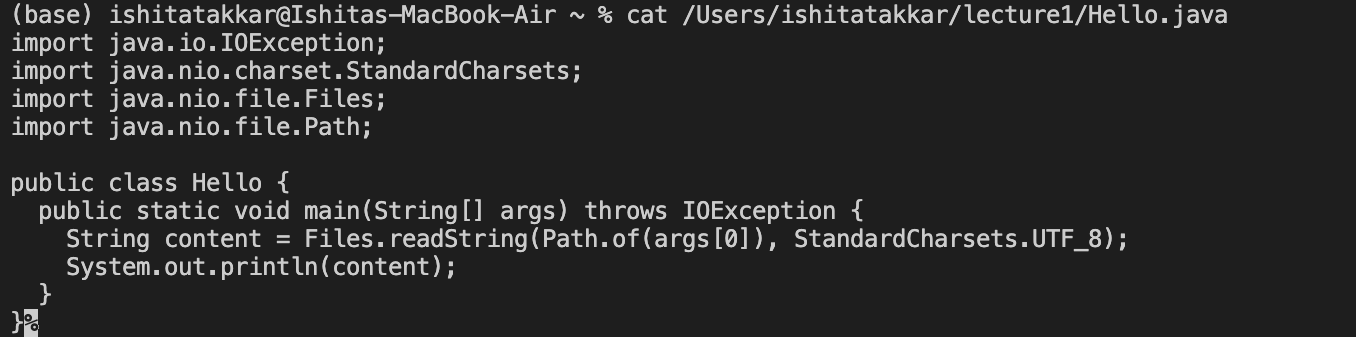 (base) ishitatakkar@Ishitas-MacBook-Air ~ % cat /Users/ishitatakkar/lecture1/Hello.java
import java.io.IOException;
import java.nio.charset.StandardCharsets;
import java.nio.file.Files;
import java.nio.file.Path;

public class Hello {
  public static void main(String[] args) throws IOException {
    String content = Files.readString(Path.of(args[0]), StandardCharsets.UTF_8);
    System.out.println(content);
  }
}%